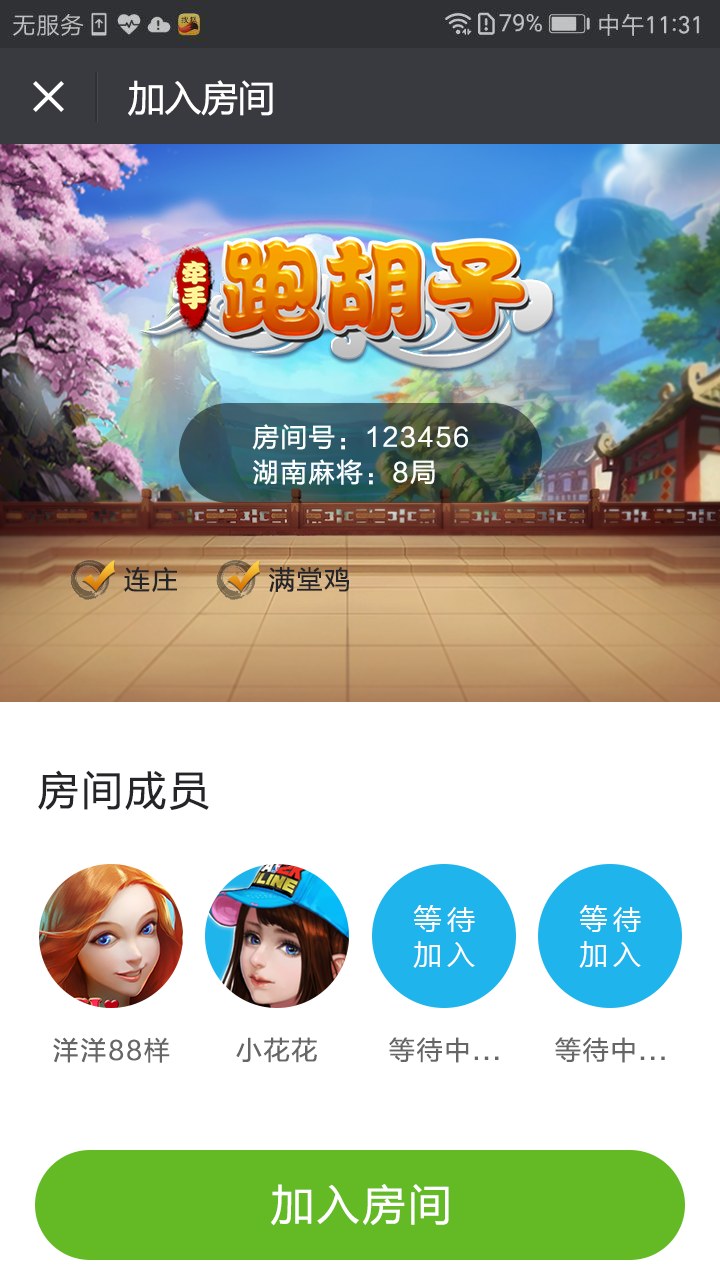 无服务
79%
中午11:31
加入房间
牵手
跑胡子
房间号：123456
湖南麻将：8局
连庄
满堂鸡
房间成员
等待
加入
等待
加入
洋洋88样
小花花
等待中...
等待中...
加入房间